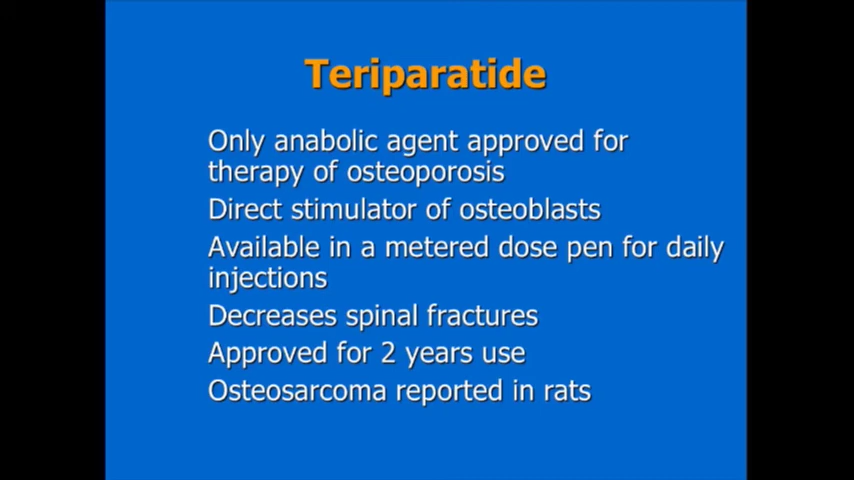 Teriparatide
Only anabolic agent approved for
therapy of osteoporosis
Direct stimulator of osteoblasts
Available in a metered dose pen for daily
injections
Decreases spinal fractures
Approved for 2 years use
Osteosarcoma reported in rats